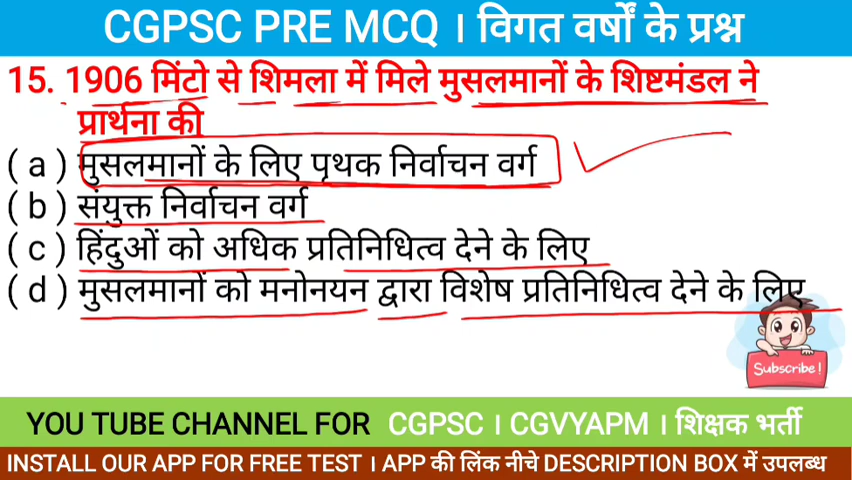 CGPSC PRE MCQ । विगत वर्षों के प्रश्न
15. 1906 मिंटो से शिमला में मिले मुसलमानों के शिष्टमंडल ने
प्रार्थना की
( a ) मुसलमानों के लिए पृथक निर्वाचन वर्ग
( b ) संयुक्त निर्वाचन वर्ग
( c ) हिंदुओं को अधिक प्रतिनिधित्व देने के लिए
( d ) मुसलमानों को मनोनयन द्वारा विशेष प्रतिनिधित्व देने के लिए
Subscribe!
YOU TUBE CHANNEL FOR CGPSC । CGVYAPM । शिक्षक भर्ती
INSTALL OUR APP FOR FREE TEST । APP की लिंक नीचे DESCRIPTION BOX में उपलब्ध